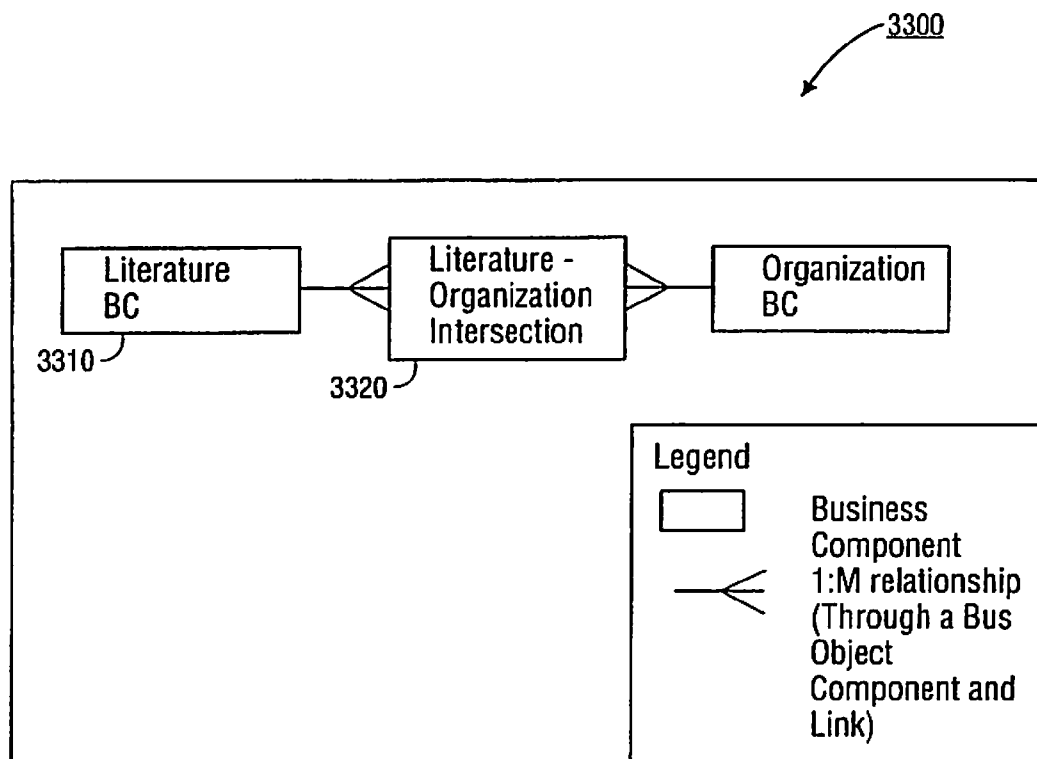 3300
Literature
BC
Literature -
Organization
Intersection
Organization
BC
3310
3320
Legend
Business
Component
1:M relationship
(Through a Bus
Object
Component and
Link)